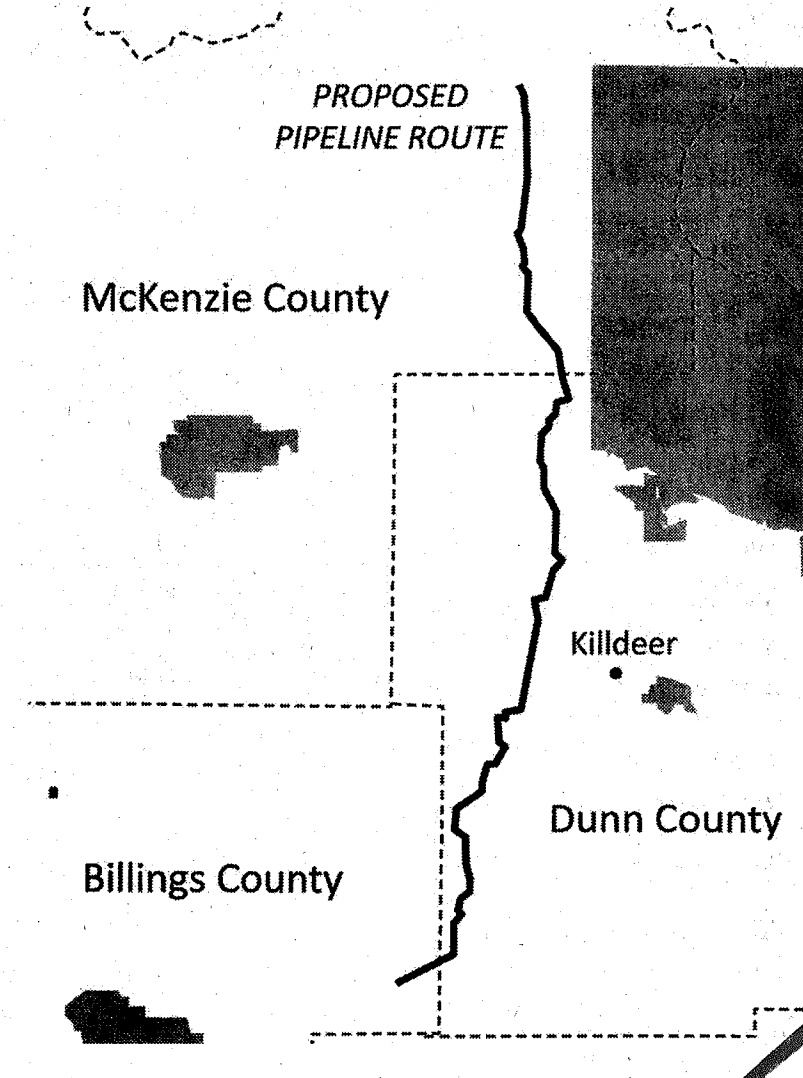 PROPOSED
PIPELINE ROUTE
McKenzie County
Killdeer
Dunn County
Billings County